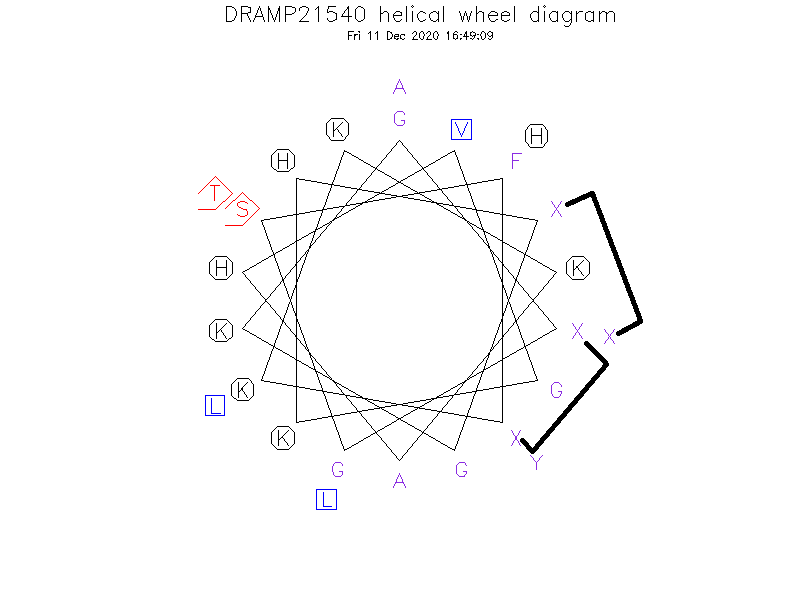 DRAMP21540 helical wheel diagram
Fri 11 Dec 2020 16:49:09
A
G
K
V
H
H
F
T
S
X
H
K
K
X
X
K
G
L
K
X
G
A
G
Y
L